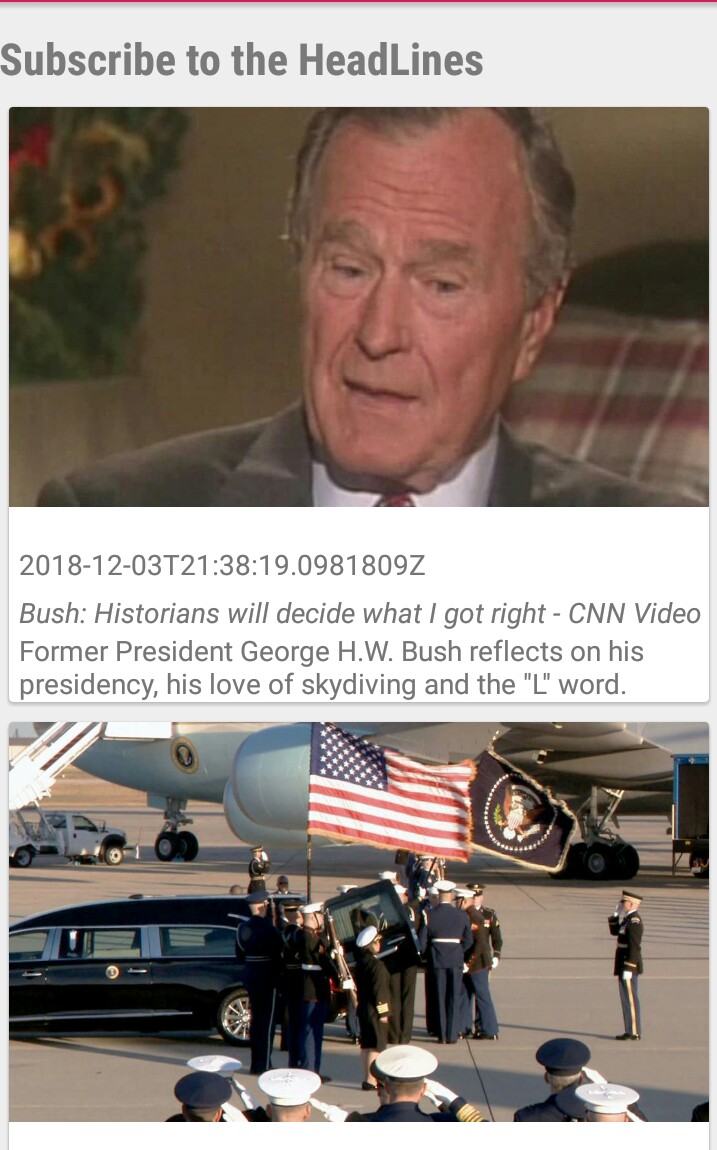 Subscribe to the HeadLines
2018-12-03T21:38:19.0981809Z
Bush: Historians will decide what I got right - CNN Video
Former President George H.W. Bush reflects on his
presidency, his love of skydiving and the "L" word.